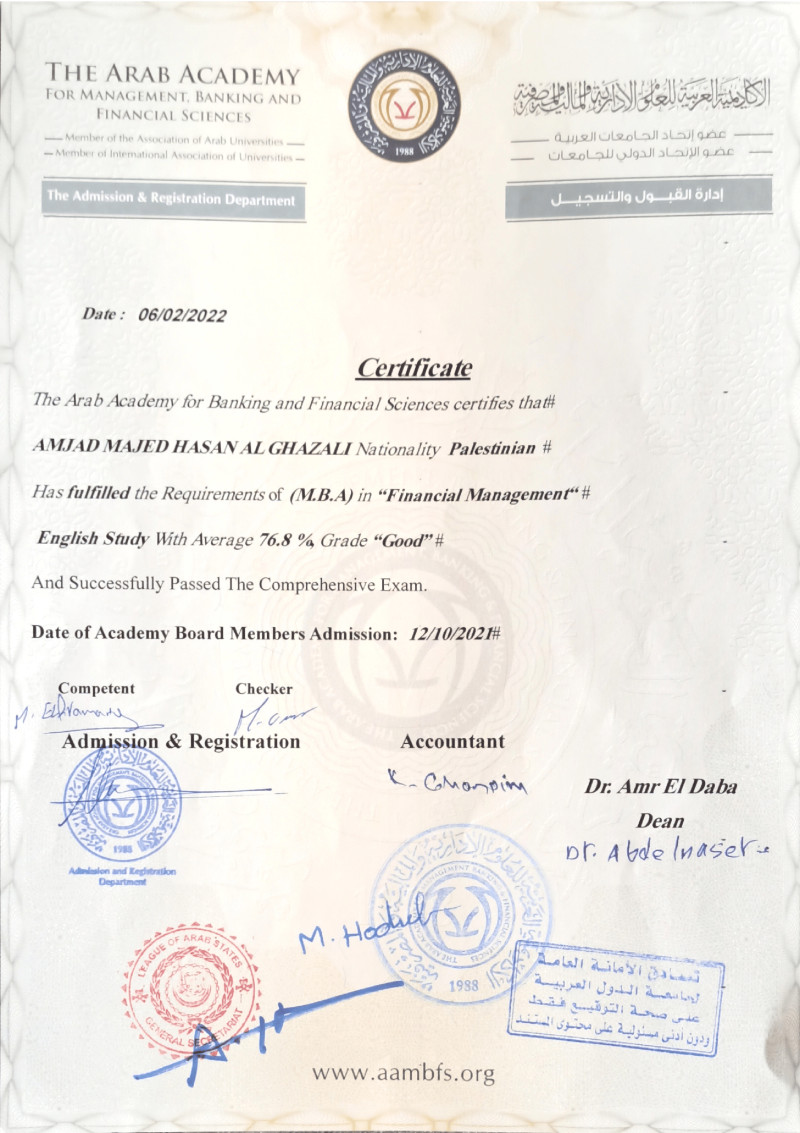 THE ARAB ACADEMY
FOR MANAGEMENT, BANKING AND
FINANCIAL SCIENCES
Member of the Association of Arab Universities
Member of International Association of Universities
The Admission & Registration Department
1988
الأكاديمية العربية للعلوم الإدارية والمالية والمصرفية
عضو إتحاد الجامعات العربية
عضو الإتحاد الدولي للجامعات
إدارة القبول والتسجيل
Date : 06/02/2022
Certificate
The Arab Academy for Banking and Financial Sciences certifies that#
AMJAD MAJED HASAN AL GHAZALI Nationality Palestinian #
Has fulfilled the Requirements of (M.B.A) in “Financial Management“ #
English Study With Average 76.8 %, Grade “Good” #
And Successfully Passed The Comprehensive Exam.
Date of Academy Board Members Admission: 12/10/2021#
Competent Checker
Admission & Registration Accountant
Dr. Amr El Daba
Dean
Dr. Abdelnaser
1988
Admission and Registration
Department
1988
LEAGUE OF ARAB STATES
GENERAL SECRETARIAT
تصادق الأمانة العامة
لجامعة الدول العربية
على صحة التوقيع فقط
ودون أدنى مسئولية على محتوى المستند
www.aambfs.org